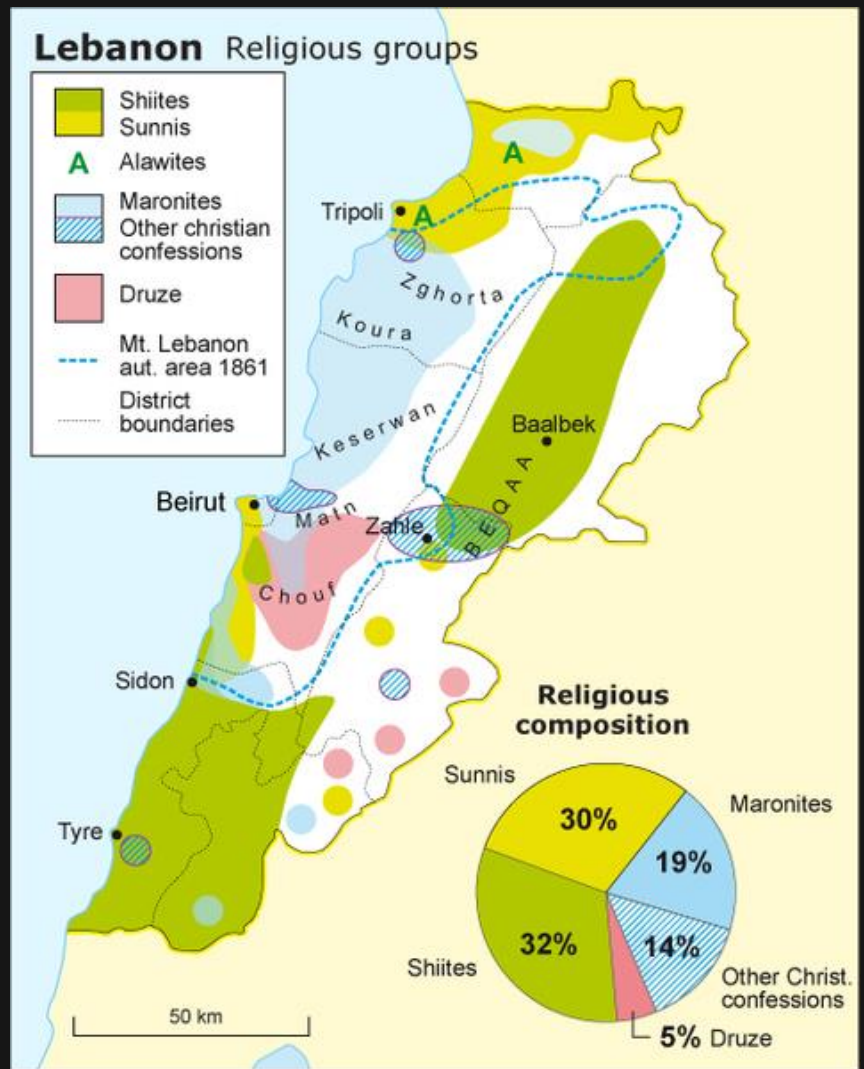 Lebanon Religious groups
Shiites
Sunnis
A Alawites
Maronites
Other christian
confessions
Druze
Mt. Lebanon
aut. area 1861
District
boundaries
A
Tripoli
A
Zghorta
Koura
Keserwan
Baalbek
BEQAA
Beirut
Matn
Zahle
Chouf
Sidon
Tyre
50 km
Religious
composition
Sunnis
30%
Maronites
19%
Shiites
32%
14%
Other Christ.
confessions
5% Druze